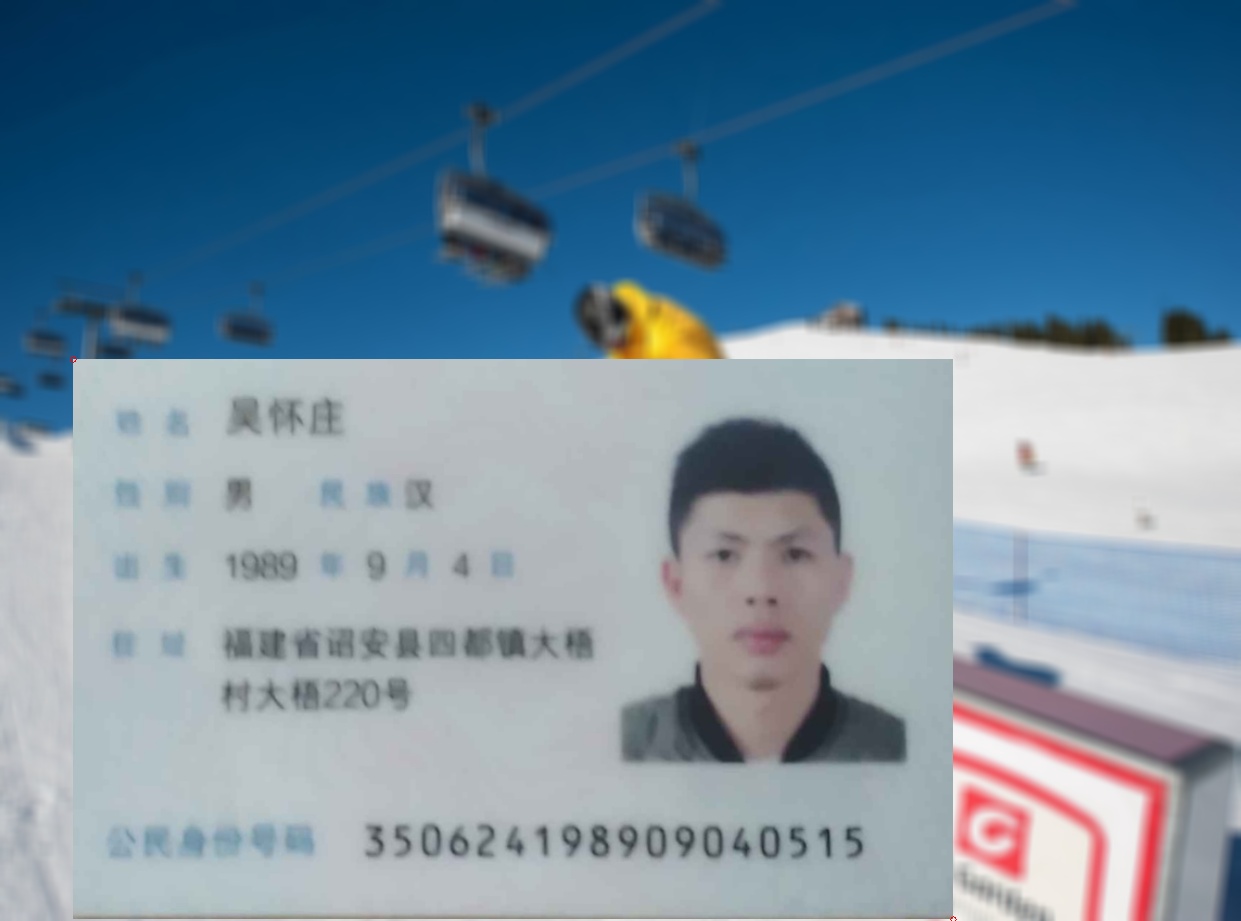 姓名 吴怀庄
性别 男 民族 汉
出生 1989 年 9 月 4 日
住址 福建省诏安县四都镇大梧
村大梧220号
公民身份号码 350624198909040515